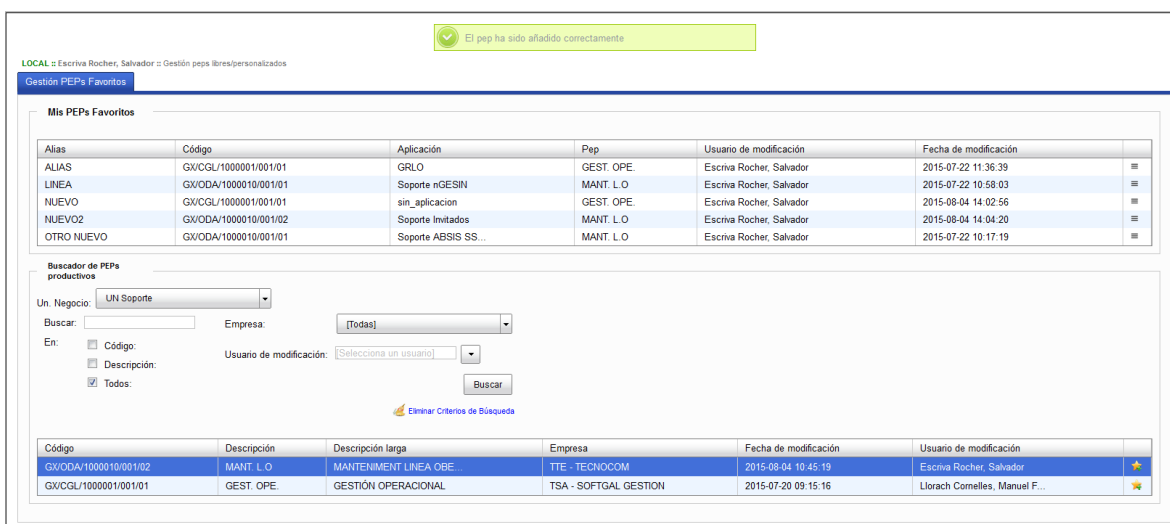 El pep ha sido añadido correctamente
LOCAL :: Escriva Rocher, Salvador :: Gestión peps libres/personalizados
Gestión PEPs Favoritos
Mis PEPs Favoritos
Alias Código Aplicación Pep Usuario de modificación Fecha de modificación
ALIAS GX/CGL/1000001/001/01 GRLO GEST. OPE. Escriva Rocher, Salvador 2015-07-22 11:36:39
LINEA GX/ODA/1000010/001/01 Soporte nGESIN MANT. L.O Escriva Rocher, Salvador 2015-07-22 10:58:03
NUEVO GX/CGL/1000001/001/01 sin_aplicacion GEST. OPE. Escriva Rocher, Salvador 2015-08-04 14:02:56
NUEVO2 GX/ODA/1000010/001/02 Soporte Invitados MANT. L.O Escriva Rocher, Salvador 2015-08-04 14:04:20
OTRO NUEVO GX/ODA/1000010/001/01 Soporte ABSIS SS... MANT. L.O Escriva Rocher, Salvador 2015-07-22 10:17:19
Buscador de PEPs
productivos
Un. Negocio: UN Soporte
Buscar: Empresa: [Todas]
En: Código:
Usuario de modificación: [Selecciona un usuario]
Descripción:
Todos:
Buscar
Eliminar Criterios de Búsqueda
Código Descripción Descripción larga Empresa Fecha de modificación Usuario de modificación
GX/ODA/1000010/001/02 MANT. L.O MANTENIMENT LINEA OBE... TTE - TECNOCOM 2015-08-04 10:45:19 Escriva Rocher, Salvador
GX/CGL/1000001/001/01 GEST. OPE. GESTIÓN OPERACIONAL TSA - SOFTGAL GESTION 2015-07-20 09:15:16 Llorach Cornelles, Manuel F...